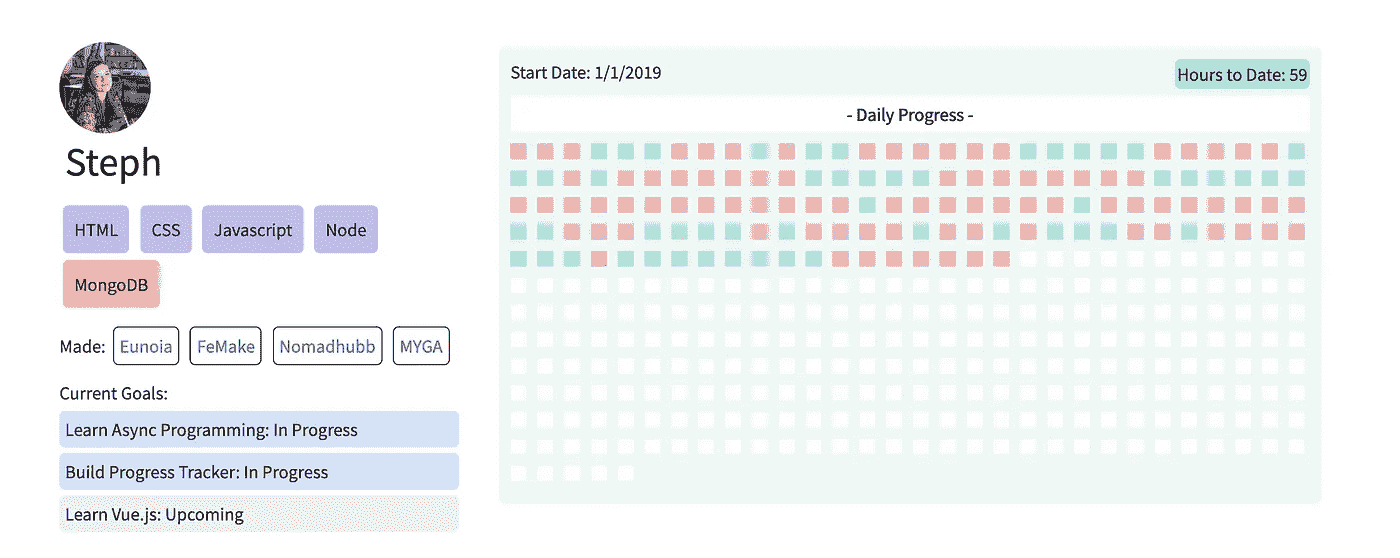 Steph
HTML CSS Javascript Node
MongoDB
Made: Eunoia FeMake Nomadhubb MYGA
Current Goals:
Learn Async Programming: In Progress
Build Progress Tracker: In Progress
Learn Vue.js: Upcoming
Start Date: 1/1/2019 Hours to Date: 59
- Daily Progress -